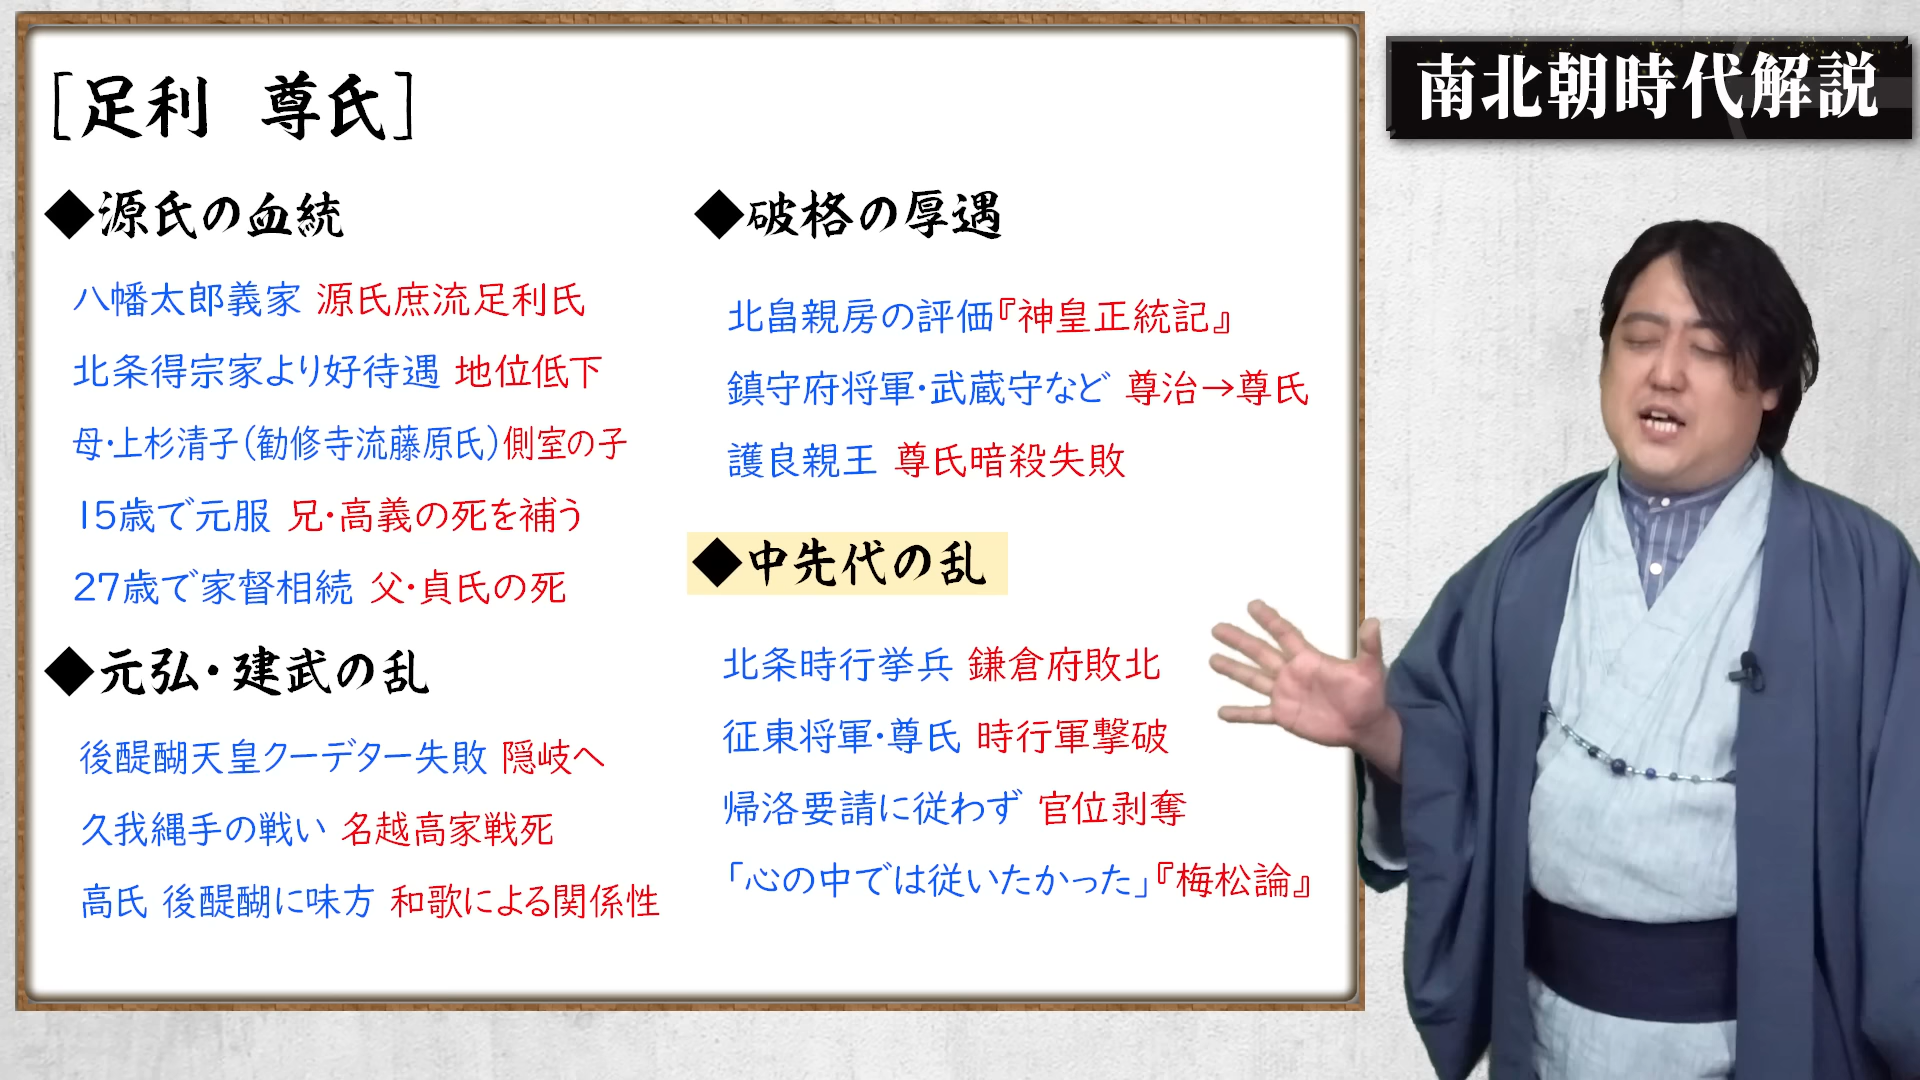 [足利 尊氏]
◆源氏の血統
八幡太郎義家 源氏庶流足利氏
北条得宗家より好待遇 地位低下
母・上杉清子(勧修寺流藤原氏)側室の子
15歳で元服 兄・高義の死を補う
27歳で家督相続 父・貞氏の死
◆元弘・建武の乱
後醍醐天皇クーデター失敗 隠岐へ
久我縄手の戦い 名越高家戦死
高氏 後醍醐に味方 和歌による関係性
◆破格の厚遇
北畠親房の評価『神皇正統記』
鎮守府将軍・武蔵守など 尊治→尊氏
護良親王 尊氏暗殺失敗
◆中先代の乱
北条時行挙兵 鎌倉府敗北
征東将軍・尊氏 時行軍撃破
帰洛要請に従わず 官位剥奪
「心の中では従いたかった」『梅松論』
南北朝時代解説